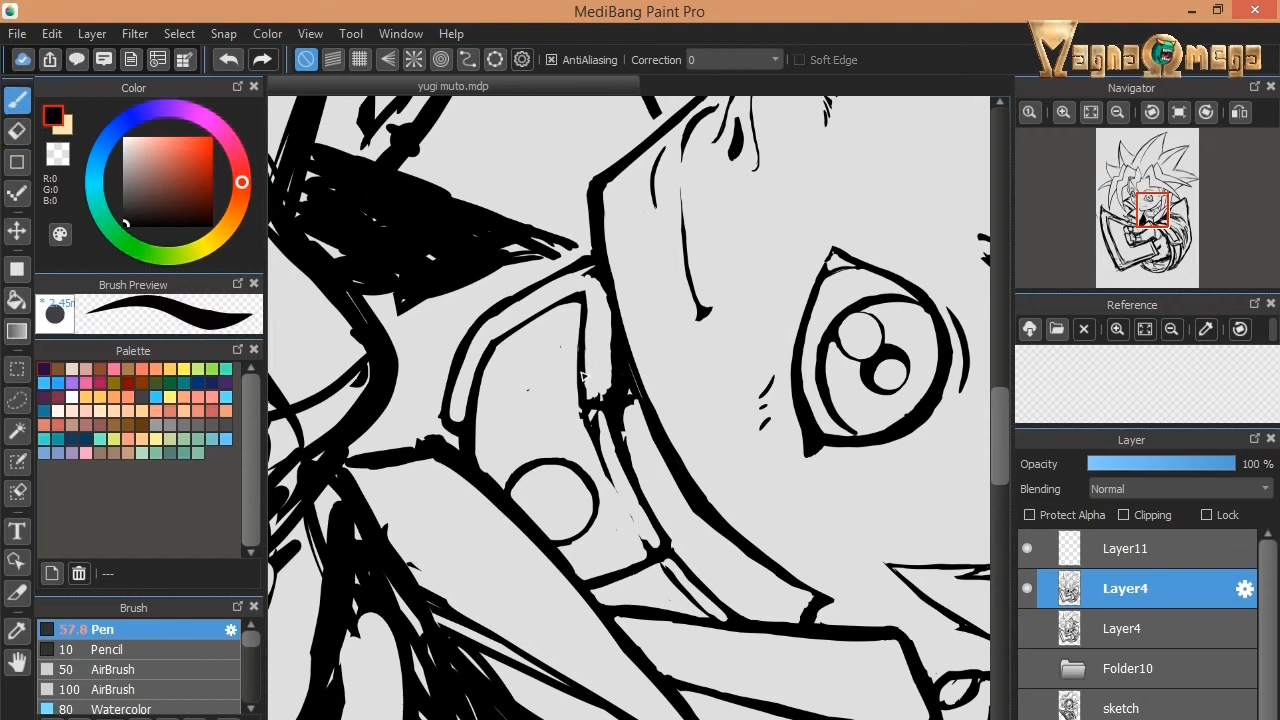 MediBang Paint Pro
File Edit Layer Filter Select Snap Color View Tool Window Help
MagnaOmega
AntiAliasing Correction 0 Soft Edge
Color
yugi muto.mdp
Navigator
R:0
G:0
B:0
Brush Preview
* 2.45m
Reference
Palette
Layer
Opacity 100 %
Blending Normal
Protect Alpha Clipping Lock
Layer11
Layer4
Layer4
Folder10
sketch
---
Brush
57.8 Pen
10 Pencil
50 AirBrush
100 AirBrush
80 Watercolor
T